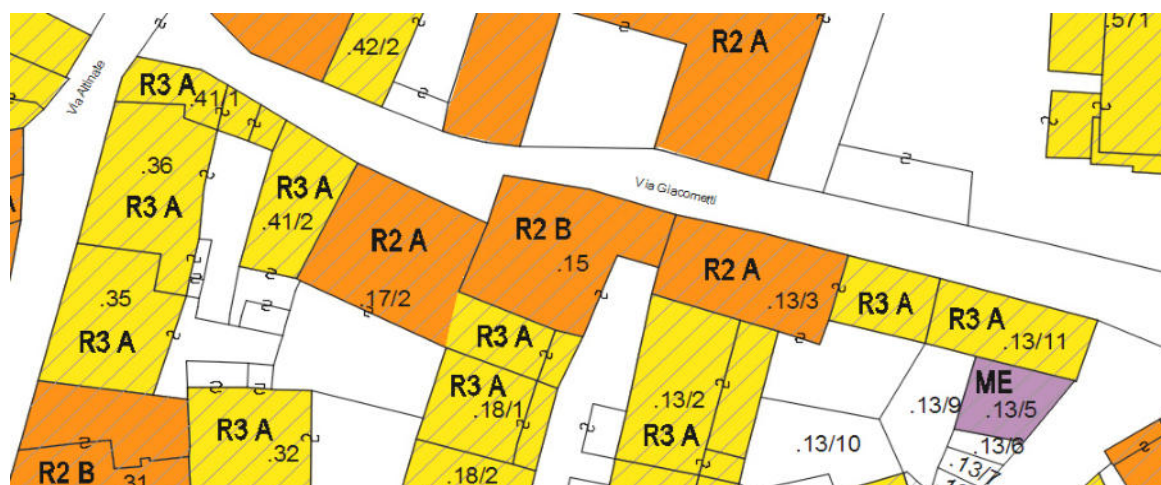 .571
.42/2
R2 A
Via Altinate
R3 A
.41/1
Via Giacometti
.36
R3 A
R3 A
.41/2
R2 A
.17/2
R2 B
.15
R2 A
.13/3
R3 A
R3 A
.13/11
.35
R3 A
R3 A
R3 A
.18/1
.18/2
.13/2
R3 A
ME
.13/5
.13/9
.13/10
.13/6
.13/7
R3 A
.32
R2 B
.31
A